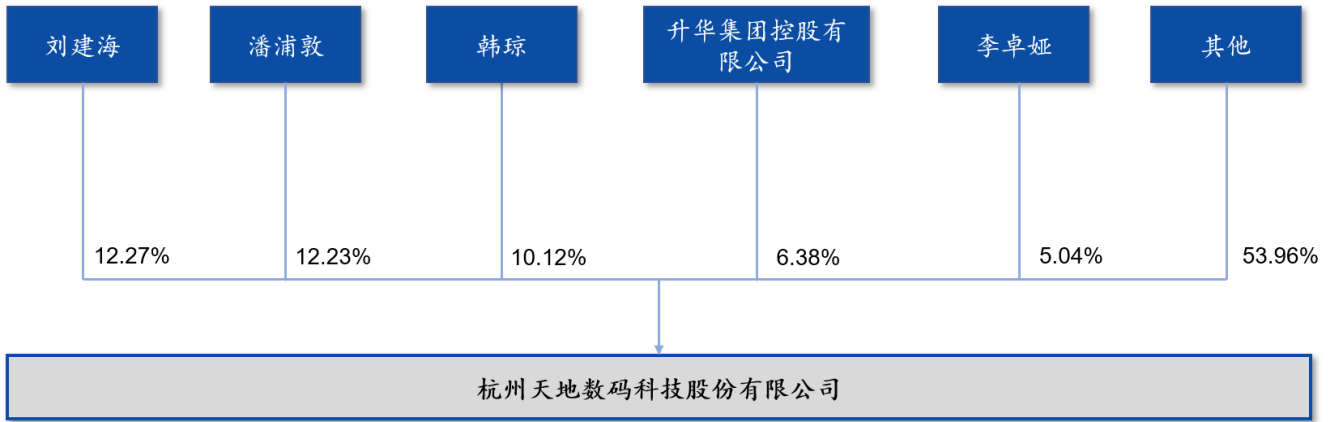 刘建海
潘浦敦
韩琼
升华集团控股有
限公司
李卓娅
其他
12.27%
12.23%
10.12%
6.38%
5.04%
53.96%
杭州天地数码科技股份有限公司